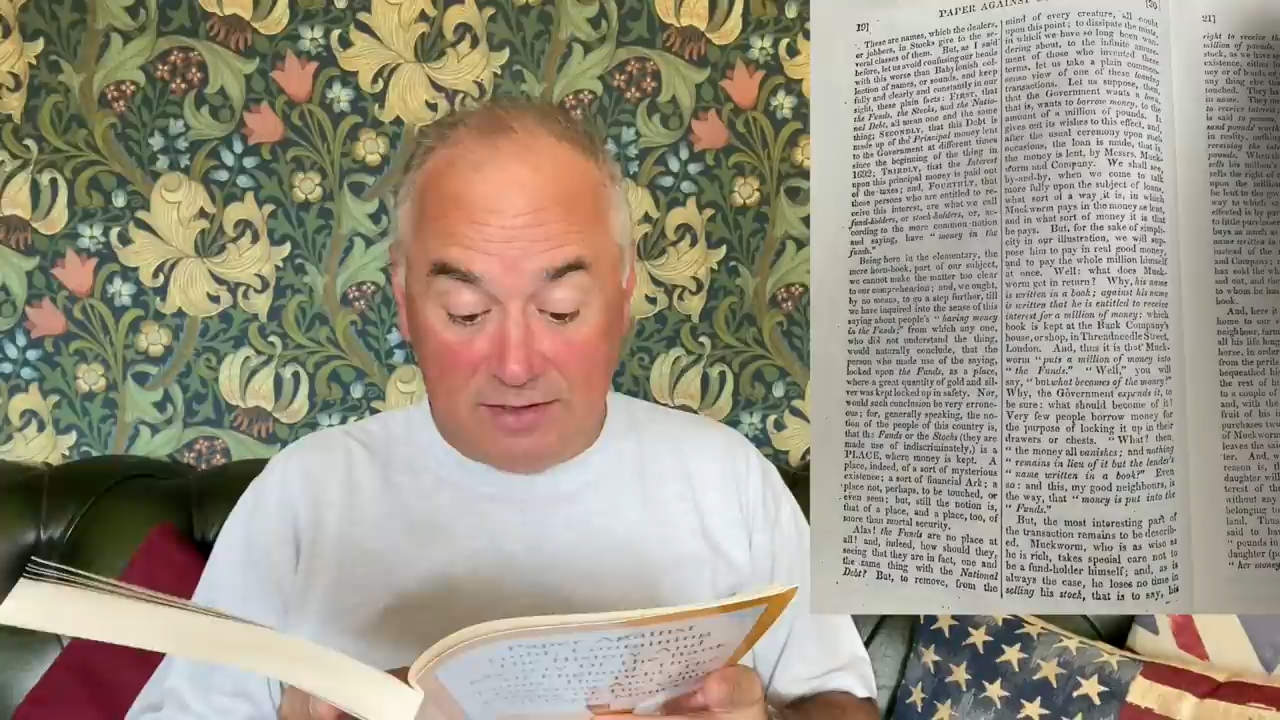 PAPER AGAINST
[20
19]
These are names, which the dealers,
or jobbers, in Stocks give to the se-
veral classes of them. But, as I said
before, let us avoid confusing our heads
with this worse than Babylonish col-
lection of names, or sounds, and keep
fully and clearly and constantly in our
sight, these plain facts: FIRST, that
the Funds, the Stocks, and the Natio-
nal Debt, all mean one and the same
thing; SECONDLY, that this Debt is
made up of the Principal money lent
to the Government at different times
since the beginning of the thing in
1692; THIRDLY, that the Interest
upon this principal money is paid out
of the taxes; and, FOURTHLY, that
those persons who are entitled to re-
ceive this interest, are what we call
fund-holders, or stock-holders, or, ac-
cording to the more common notion
and saying, have "money in the
funds."
Being here in the elementary, the
mere horn-book, part of our subject,
we cannot make the matter too clear
to our comprehension; and, we ought,
by no means, to go a step further, till
we have inquired into the sense of this
saying about people's "having money
in the Funds;" from which any one,
who did not understand the thing,
would naturally conclude, that the
person who made use of the saying,
looked upon the Funds, as a place,
where a great quantity of gold and sil-
ver was kept locked up in safety. Nor,
would such conclusion be very errone-
ous; for, generally speaking, the no-
tion of the people of this country is,
that the Funds or the Stocks (they are
made use of indiscriminately,) is a
PLACE, where money is kept. A
place, indeed, of a sort of mysterious
existence; a sort of financial Ark; a
place not, perhaps, to be touched, or
even seen; but, still the notion is,
that of a place, and a place, too, of
more than mortal security.
Alas! the Funds are no place at
all! and, indeed, how should they,
seeing that they are in fact, one and
the same thing with the National
Debt? But, to remove, from the
mind of every creature, all doubt
upon this point; to dissipate the mists,
in which we have so long been wan-
dering about, to the infinite amuse-
ment of those who invented these
terms, let us take a plain common-
sense view of one of these loaning
transactions. Let us suppose, then,
that the Government wants a loan,
that is, wants to borrow money, to the
amount of a million of pounds. It
gives out its wishes to this effect, and,
after the usual ceremony upon such
occasions, the loan is made, that is,
the money is lent, by Messrs. Muck-
worm and Company. We shall see,
by-and-by, when we come to talk
more fully upon the subject of loans,
what sort of a way it is, in which
Muckworm pays in the money so lent,
and in what sort of money it is that
he pays. But, for the sake of simpli-
city in our illustration, we will sup-
pose him to pay in real good money,
and to pay the whole million himself
at once. Well: what does Muck-
worm get in return? Why, his name
is written in a book; against his name
is written that he is entitled to receive
interest for a million of money; which
book is kept at the Bank Company's
house, or shop, in Threadneedle Street,
London. And, thus it is that Muck-
worm "puts a million of money into
"the Funds." "Well," you will
say, "but what becomes of the money?"
Why, the Government expends it, to
be sure: what should become of it?
Very few people borrow money for
the purpose of locking it up in their
drawers or chests. "What! then,
"the money all vanishes; and nothing
"remains in lieu of it but the lender's
"name written in a book?" Even
so: and this, my good neighbours, is
the way, that "money is put into the
"Funds."
But, the most interesting part of
the transaction remains to be describ-
ed. Muckworm, who is as wise as
he is rich, takes special care not to
be a fund-holder himself; and, as is
always the case, he loses no time in
selling his stock, that is to say, his
21]
right to receive th
million of pounds
Paper Against